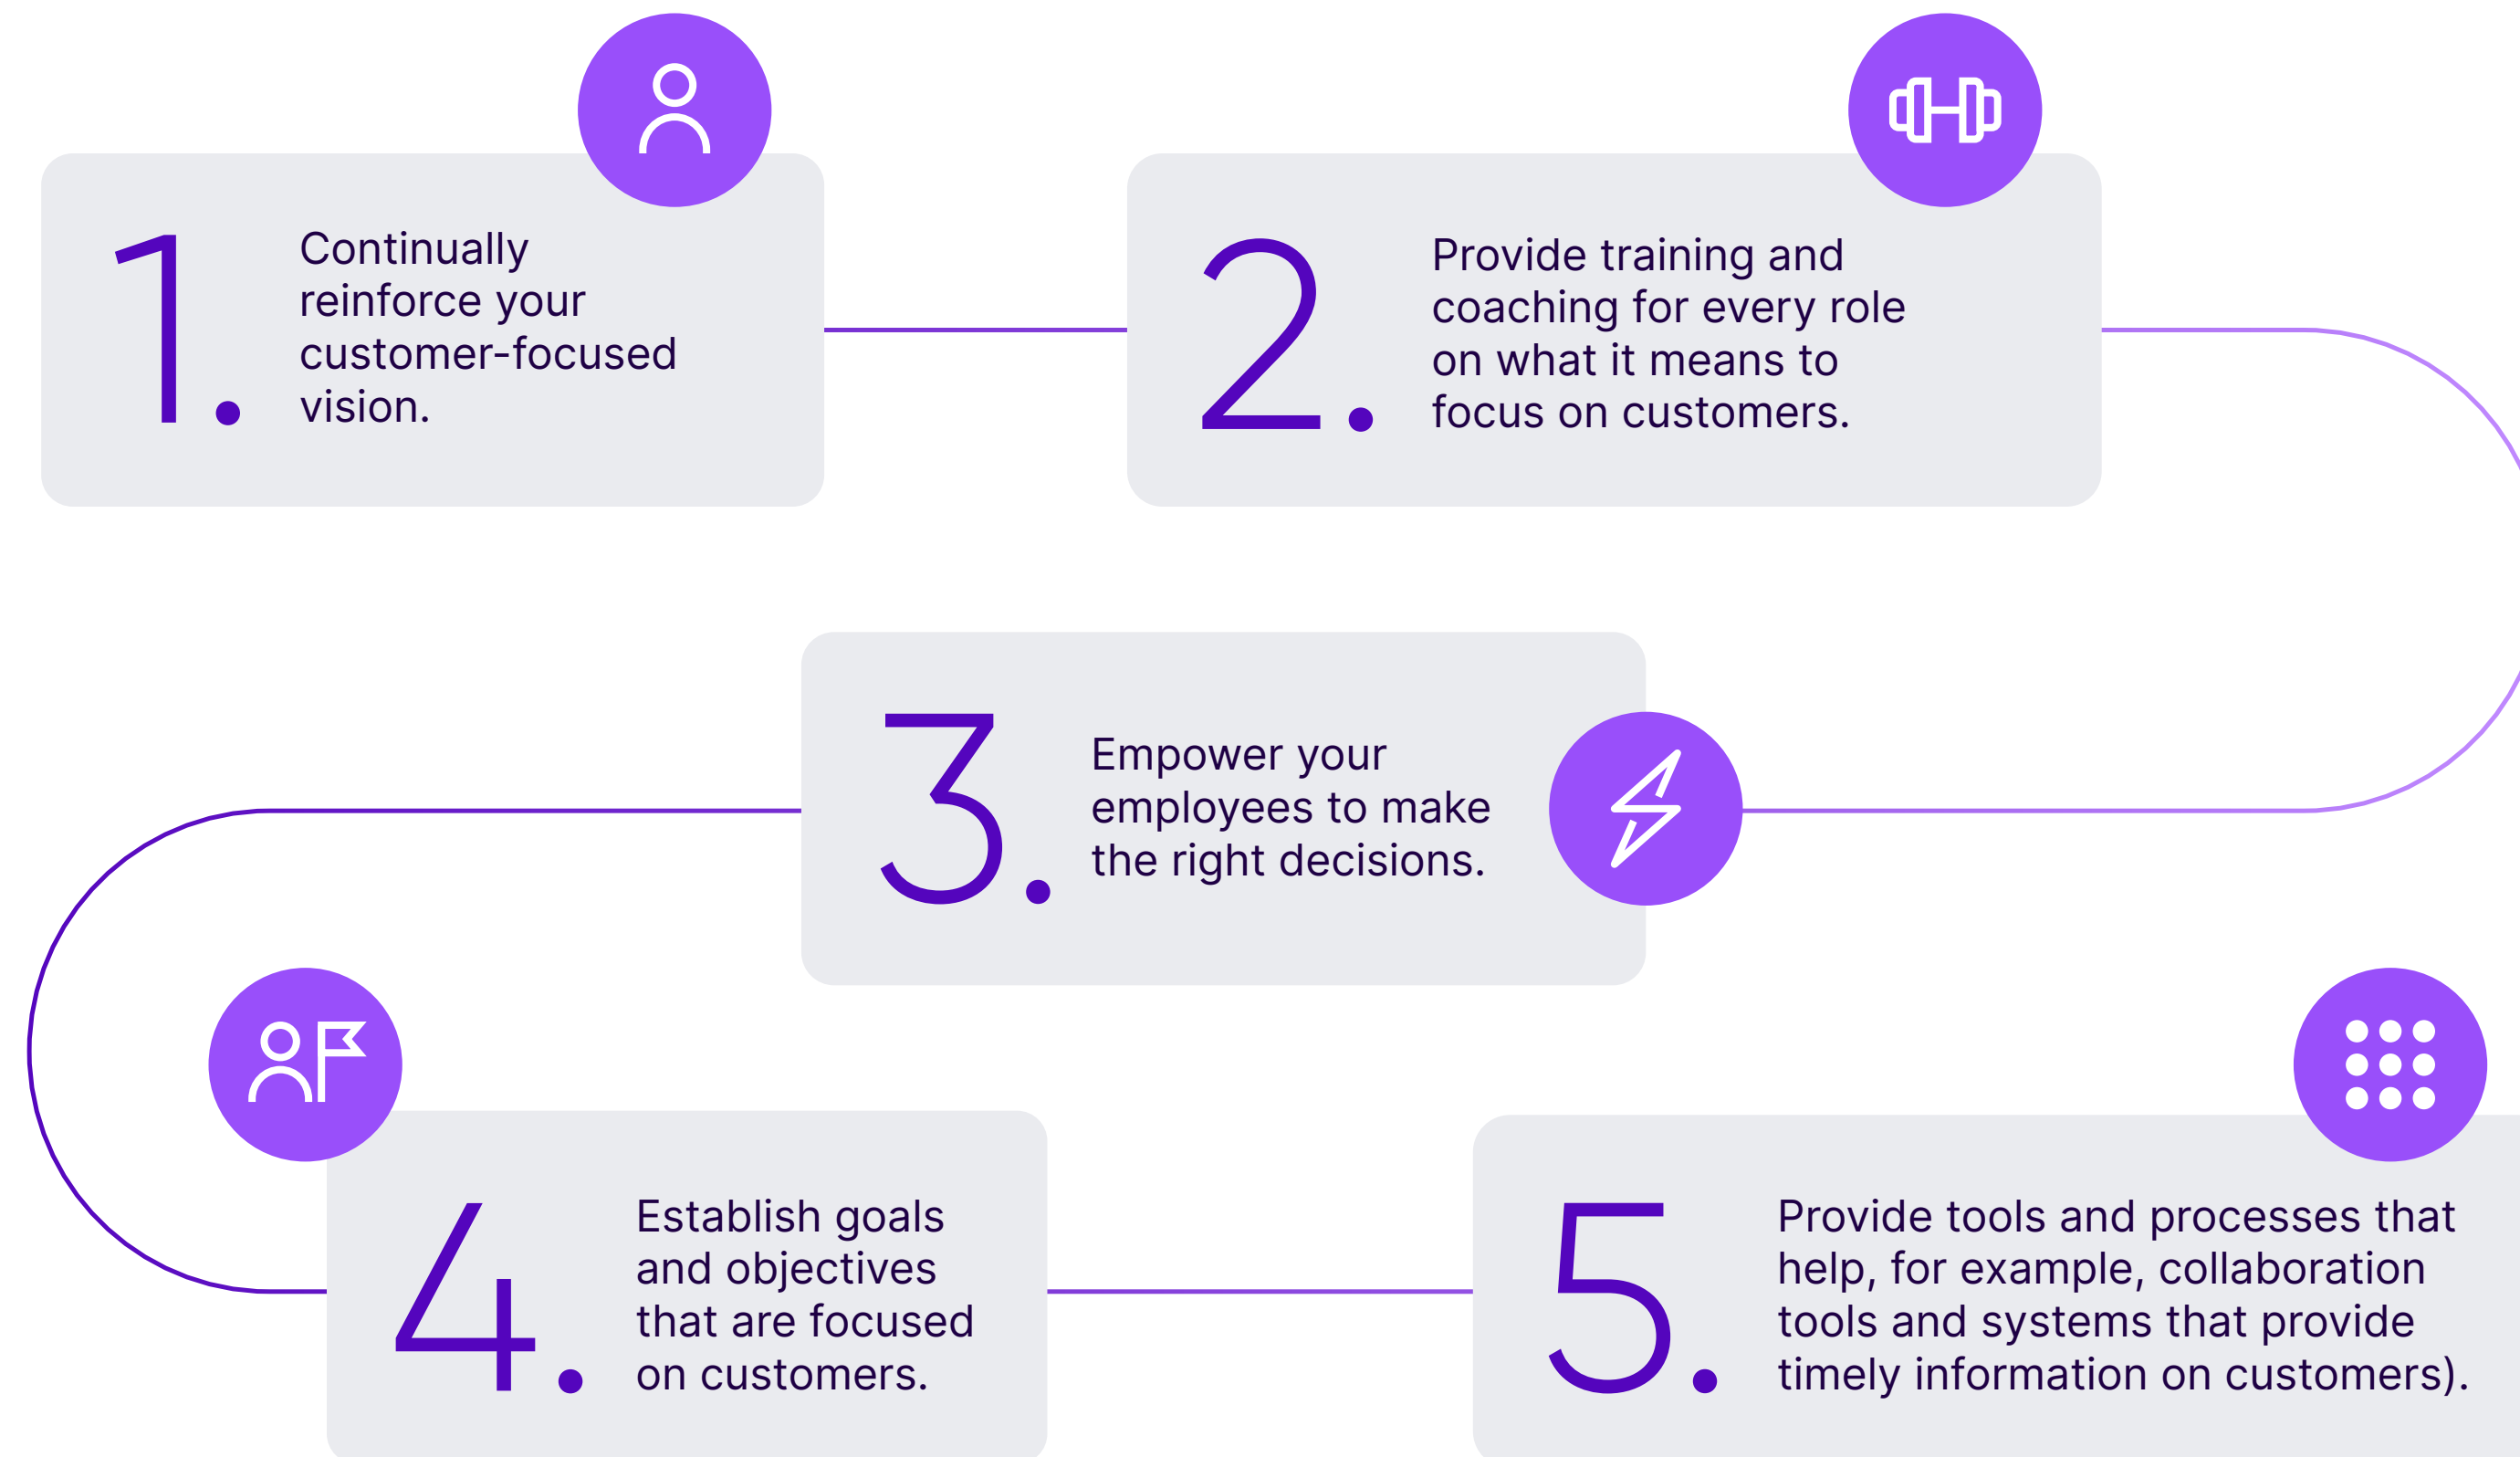 1.
Continually
reinforce your
customer-focused
vision.
2.
Provide training and
coaching for every role
on what it means to
focus on customers.
3.
Empower your
employees to make
the right decisions.
4.
Establish goals
and objectives
that are focused
on customers.
5.
Provide tools and processes that
help, for example, collaboration
tools and systems that provide
timely information on customers).